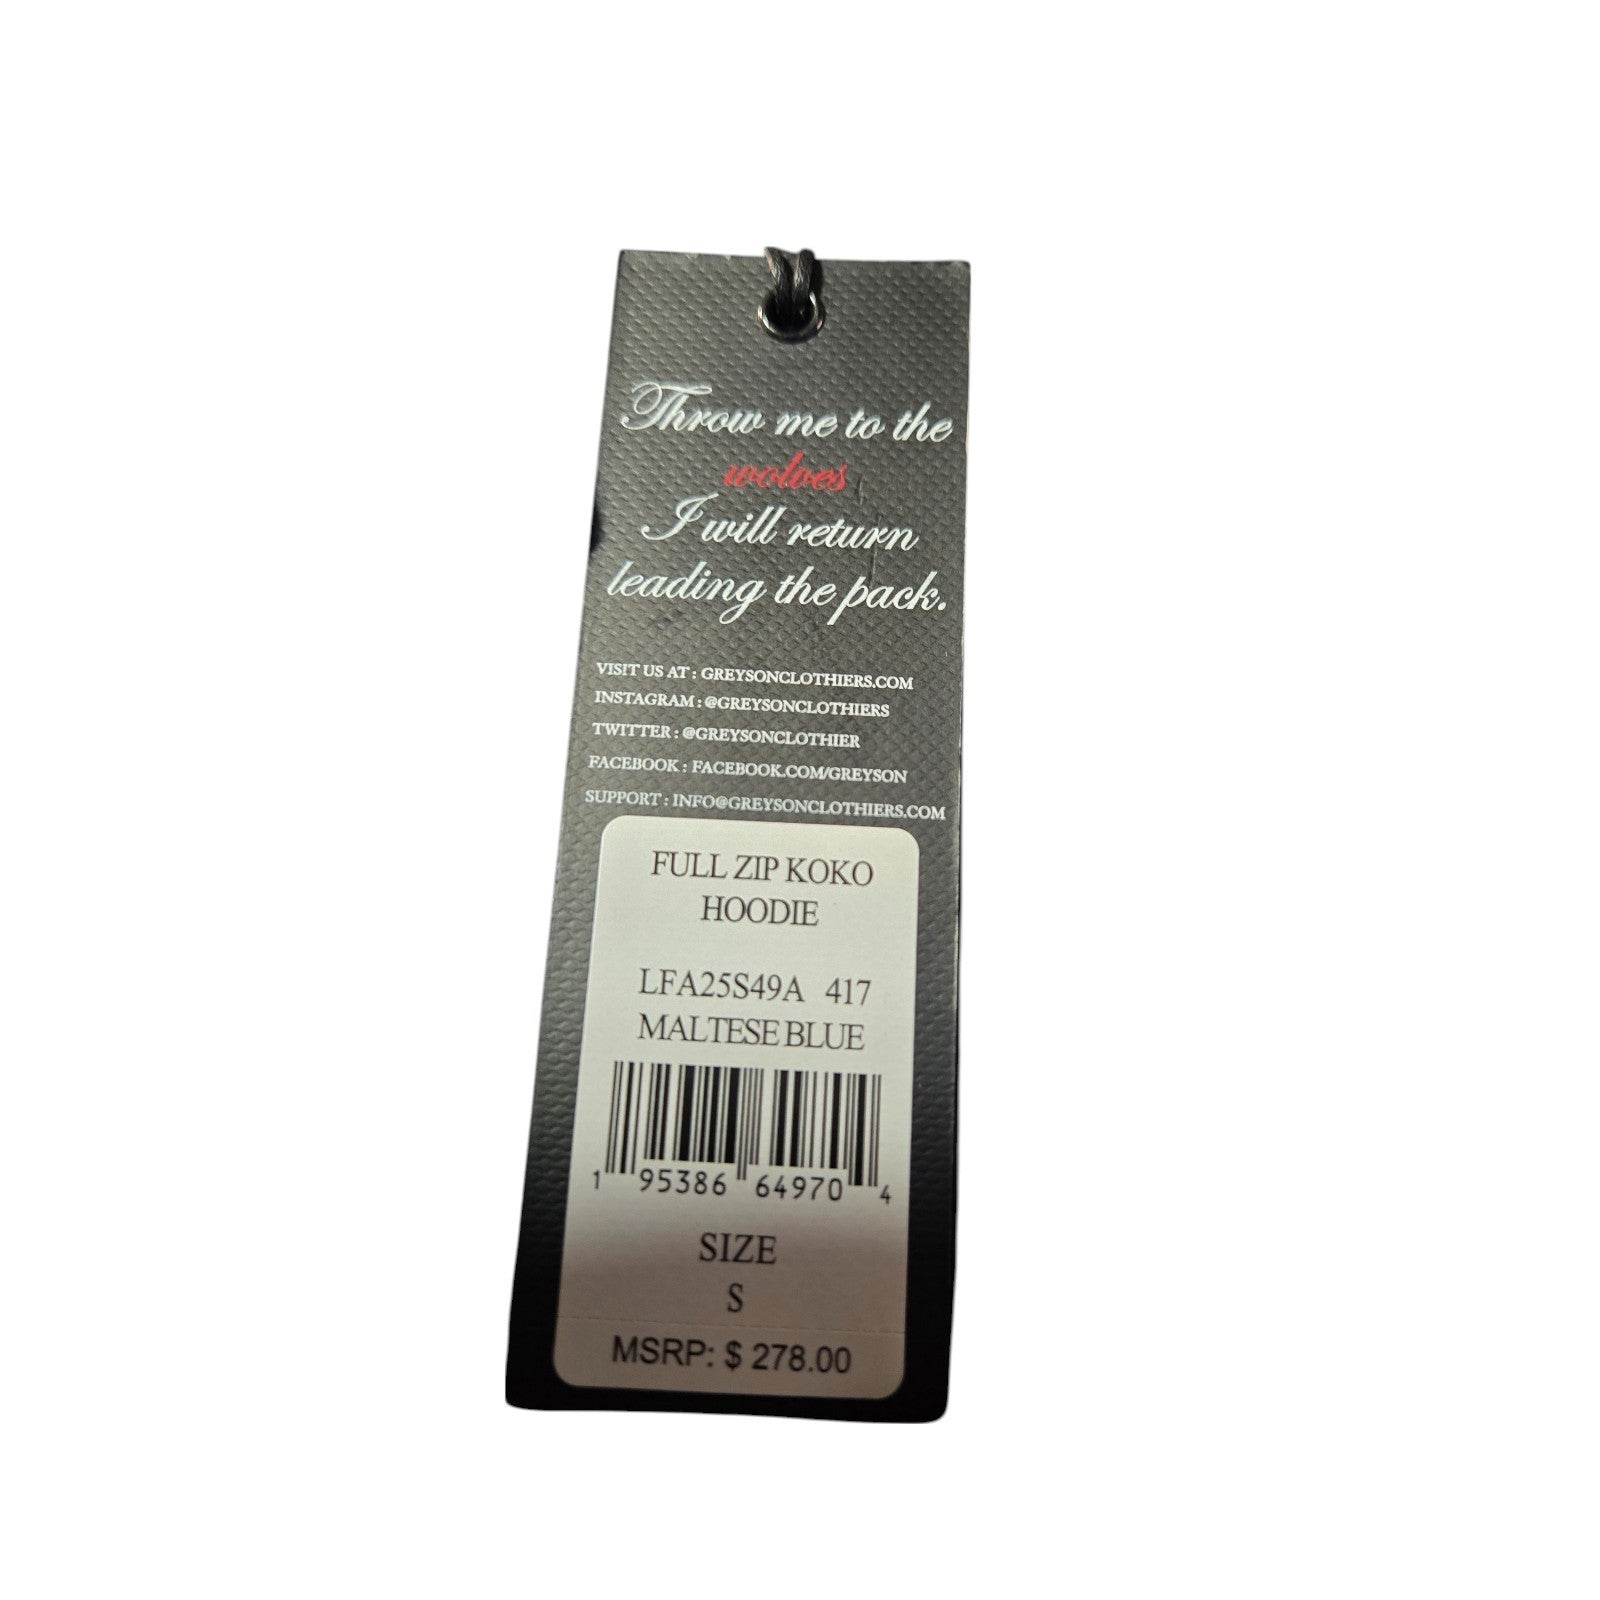 Throw me to the
wolves
I will return
leading the pack.
VISIT US AT : GREYSONCLOTHIERS.COM
INSTAGRAM : @GREYSONCLOTHIERS
TWITTER : @GREYSONCLOTHIER
FACEBOOK : FACEBOOK.COM/GREYSON
SUPPORT : INFO@GREYSONCLOTHIERS.COM
FULL ZIP KOKO
HOODIE
LFA25S49A 417
MALTESE BLUE
1 95386 64970 4
SIZE
S
MSRP: $ 278.00